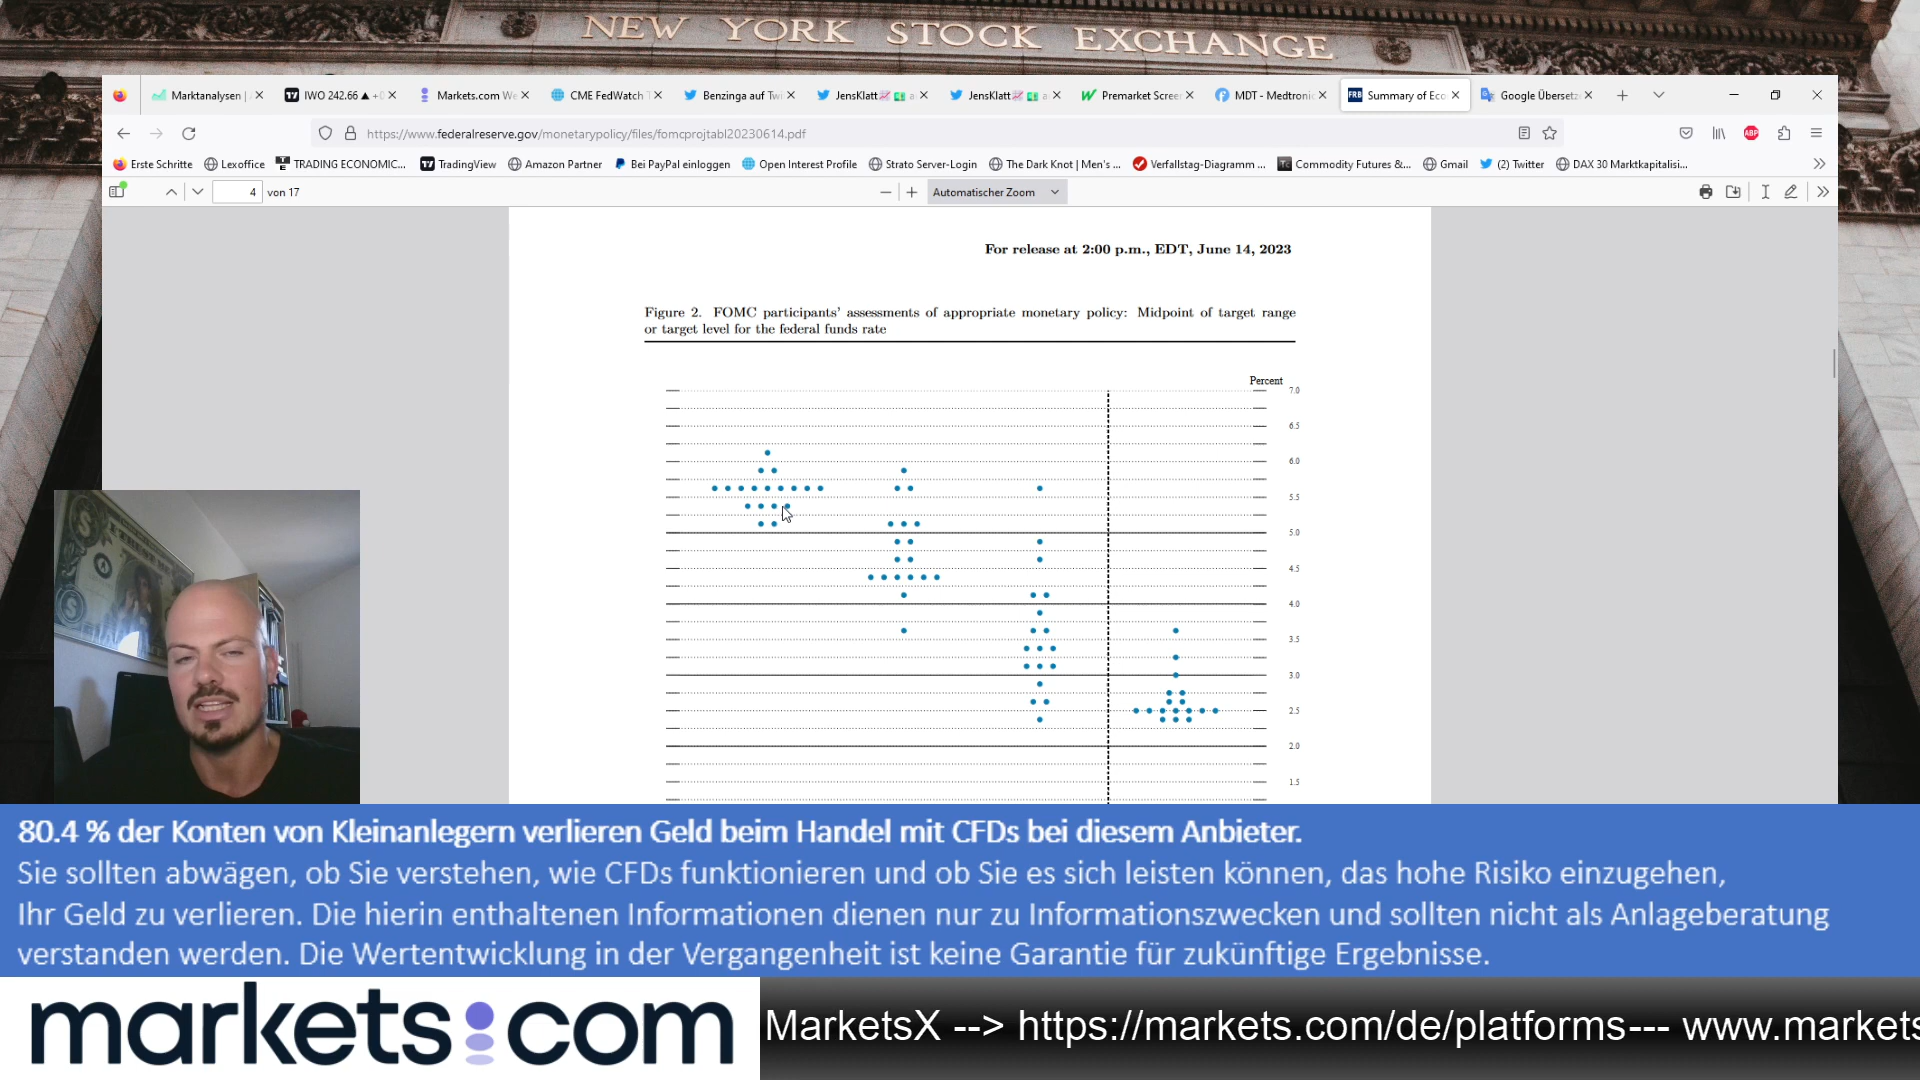 NEW YORK STOCK EXCHANGE
Marktanalysen |
IWO 242.66 ▲ +
Markets.com We
CME FedWatch T
Benzinga auf Twi
JensKlatt
JensKlatt
Premarket Scree
MDT - Medtronic
FRB Summary of Eco
Google Übersetz
https://www.federalreserve.gov/monetarypolicy/files/fomcprojtabl20230614.pdf
ABP
Erste Schritte
Lexoffice
TRADING ECONOMIC...
TradingView
Amazon Partner
Bei PayPal einloggen
Open Interest Profile
Strato Server-Login
The Dark Knot | Men's ...
Verfallstag-Diagramm ...
Commodity Futures &...
Gmail
(2) Twitter
DAX 30 Marktkapitalisi...
4 von 17
Automatischer Zoom
For release at 2:00 p.m., EDT, June 14, 2023
Figure 2. FOMC participants' assessments of appropriate monetary policy: Midpoint of target range
or target level for the federal funds rate
Percent
7.0
6.5
6.0
5.5
5.0
4.5
4.0
3.5
3.0
2.5
2.0
1.5
80.4 % der Konten von Kleinanlegern verlieren Geld beim Handel mit CFDs bei diesem Anbieter.
Sie sollten abwägen, ob Sie verstehen, wie CFDs funktionieren und ob Sie es sich leisten können, das hohe Risiko einzugehen,
Ihr Geld zu verlieren. Die hierin enthaltenen Informationen dienen nur zu Informationszwecken und sollten nicht als Anlageberatung
verstanden werden. Die Wertentwicklung in der Vergangenheit ist keine Garantie für zukünftige Ergebnisse.
markets.com
MarketsX --> https://markets.com/de/platforms--- www.markets